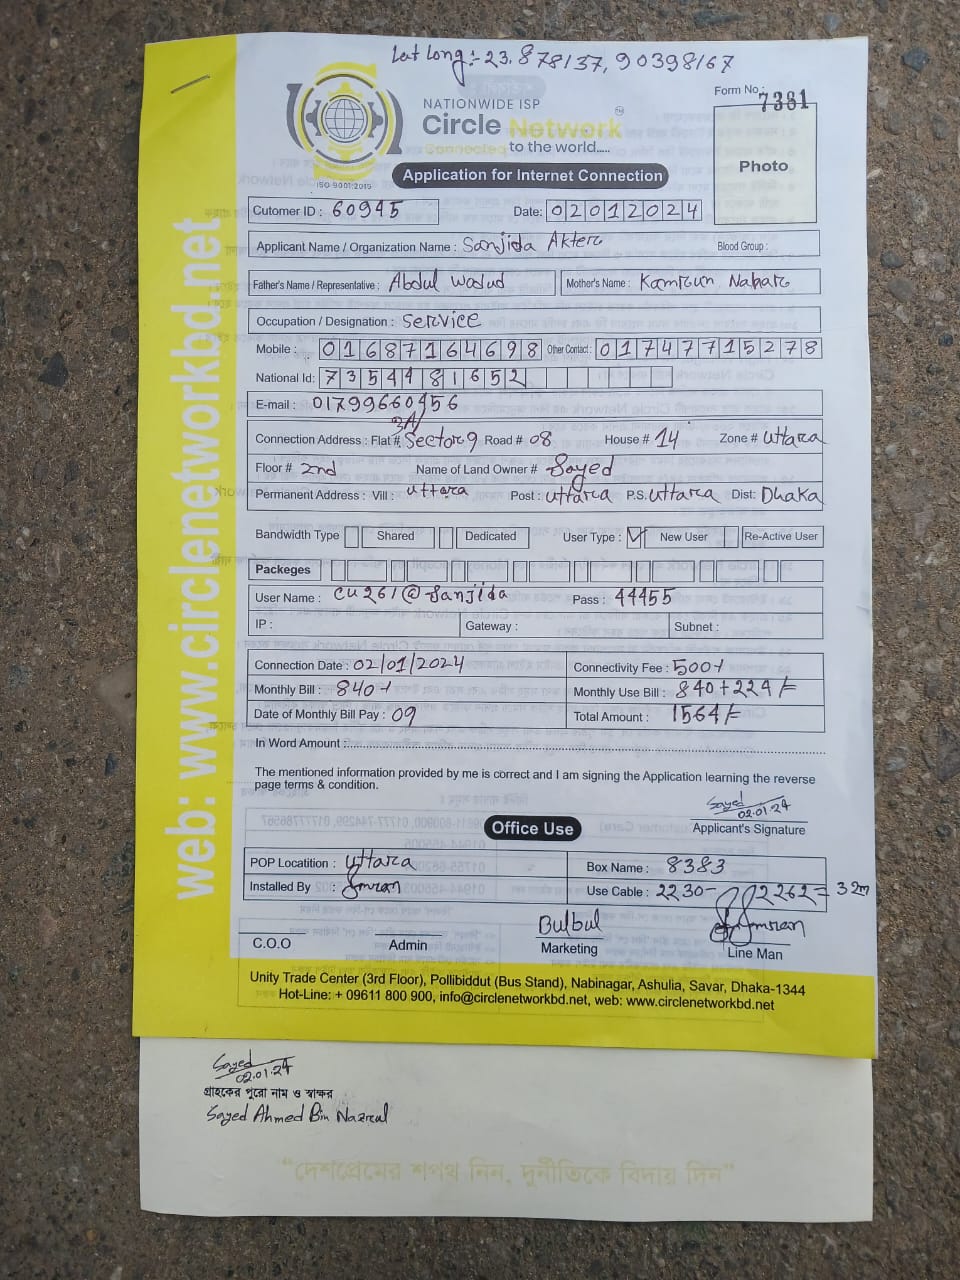 Lat Long:- 23.878137, 90398167
NATIONWIDE ISP
Circle Network™
Connected to the world.....
ISO 9001:2015
Form No.: 7381
Photo
Application for Internet Connection
Cutomer ID : 60945 Date: 02012024
Applicant Name / Organization Name : Sanjida Akter Blood Group :
Father's Name / Representative : Abdul Wadud Mother's Name : Kamrun Nahar
Occupation / Designation : Service
Mobile : 01687164698 Other Contact : 01747715278
National Id: 7354481652
E-mail : 01799660456
Connection Address : Flat # 3A/ Sector 9 Road # 08 House # 14 Zone # Uttara
Floor # 2nd Name of Land Owner # Sayed
Permanent Address : Vill : Uttara Post : Uttara P.S. Uttara Dist: Dhaka
Bandwidth Type Shared Dedicated User Type : ✓ New User Re-Active User
Packeges
User Name : CU261@Sanjida Pass : 44455
IP : Gateway : Subnet :
Connection Date : 02/01/2024 Connectivity Fee : 500/-
Monthly Bill : 840/- Monthly Use Bill : 840+224/=
Date of Monthly Bill Pay : 09 Total Amount : 1564/=
In Word Amount :
The mentioned information provided by me is correct and I am signing the Application learning the reverse
page terms & condition.
Sayed
02.01.24
Applicant's Signature
Office Use
POP Locatition : Uttara Box Name : 8383
Installed By : Imran Use Cable : 2230- 2262= 32m
Bulbul Imran
C.O.O Admin Marketing Line Man
Unity Trade Center (3rd Floor), Pollibiddut (Bus Stand), Nabinagar, Ashulia, Savar, Dhaka-1344
Hot-Line: + 09611 800 900, info@circlenetworkbd.net, web: www.circlenetworkbd.net
web: www.circlenetworkbd.net
Sayed
02.01.24
গ্রাহকের পুরো নাম ও স্বাক্ষর
Sayed Ahmed Bin Nazrul
“দেশপ্রেমের শপথ নিন, দুর্নীতিকে বিদায় দিন”